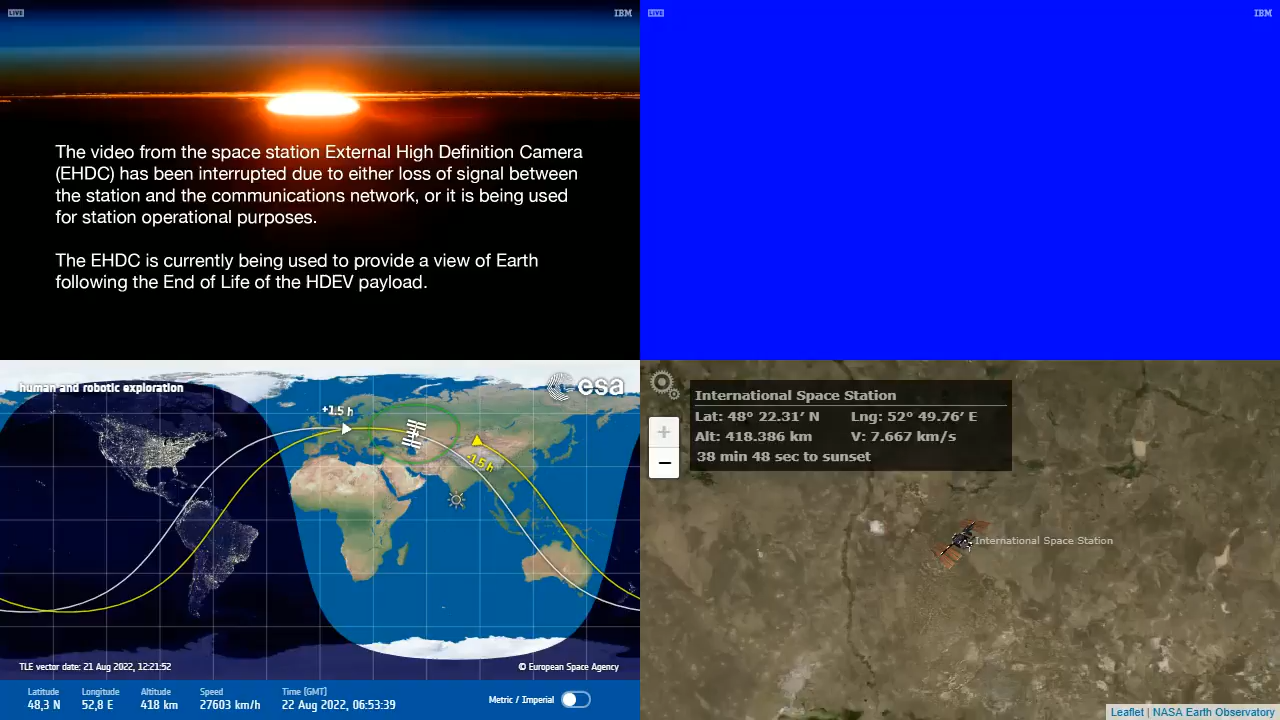 LIVE
IBM
The video from the space station External High Definition Camera
(EHDC) has been interrupted due to either loss of signal between
the station and the communications network, or it is being used
for station operational purposes.
The EHDC is currently being used to provide a view of Earth
following the End of Life of the HDEV payload.
LIVE
IBM
human and robotic exploration
esa
+1.5 h
-1.5 h
TLE vector date: 21 Aug 2022, 12:21:52
© European Space Agency
Latitude
48,3 N
Longitude
52,8 E
Altitude
418 km
Speed
27603 km/h
Time (GMT)
22 Aug 2022, 06:53:39
Metric / Imperial
+
−
International Space Station
Lat: 48° 22.31′ N Lng: 52° 49.76′ E
Alt: 418.386 km V: 7.667 km/s
38 min 48 sec to sunset
International Space Station
Leaflet | NASA Earth Observatory